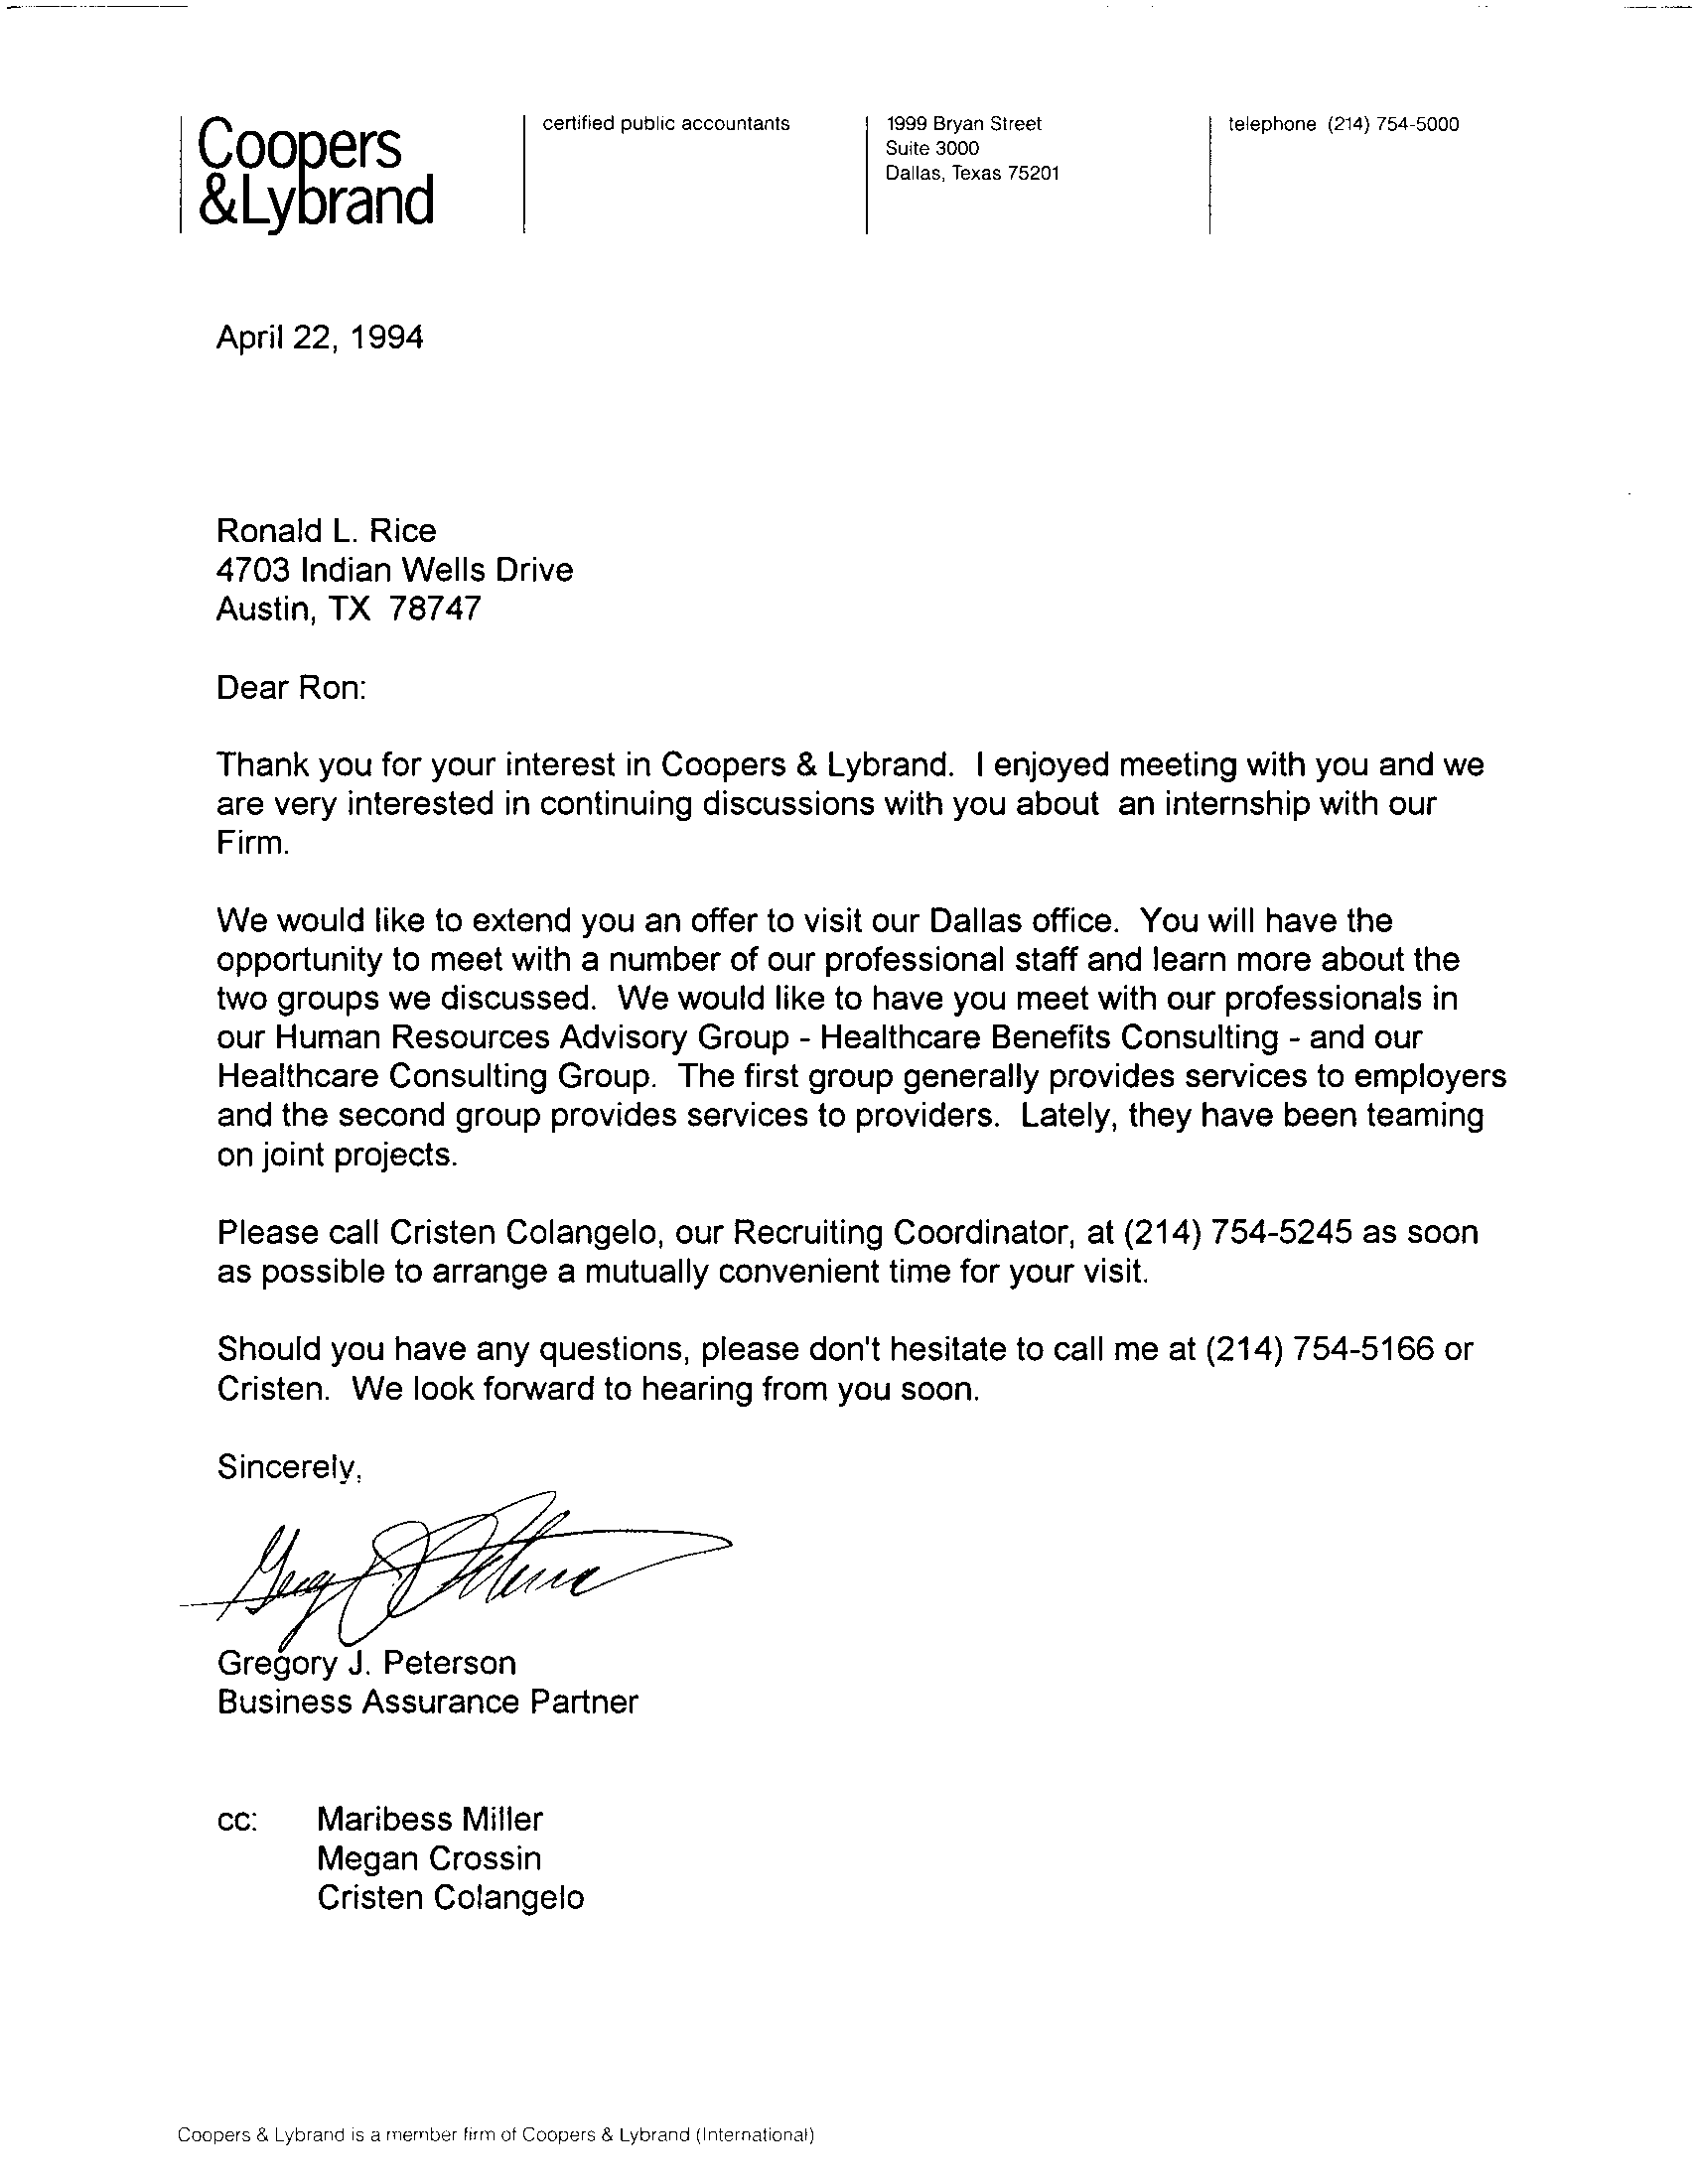 Coopers
&Lybrand
certified public accountants
1999 Bryan Street
Suite 3000
Dallas, Texas 75201
telephone (214) 754-5000
April 22, 1994
Ronald L. Rice
4703 Indian Wells Drive
Austin, TX 78747
Dear Ron:
Thank you for your interest in Coopers & Lybrand. I enjoyed meeting with you and we
are very interested in continuing discussions with you about an internship with our
Firm.
We would like to extend you an offer to visit our Dallas office. You will have the
opportunity to meet with a number of our professional staff and learn more about the
two groups we discussed. We would like to have you meet with our professionals in
our Human Resources Advisory Group - Healthcare Benefits Consulting - and our
Healthcare Consulting Group. The first group generally provides services to employers
and the second group provides services to providers. Lately, they have been teaming
on joint projects.
Please call Cristen Colangelo, our Recruiting Coordinator, at (214) 754-5245 as soon
as possible to arrange a mutually convenient time for your visit.
Should you have any questions, please don't hesitate to call me at (214) 754-5166 or
Cristen. We look forward to hearing from you soon.
Sincerely,
Gregory J. Peterson
Business Assurance Partner
cc: Maribess Miller
Megan Crossin
Cristen Colangelo
Coopers & Lybrand is a member firm of Coopers & Lybrand (International)